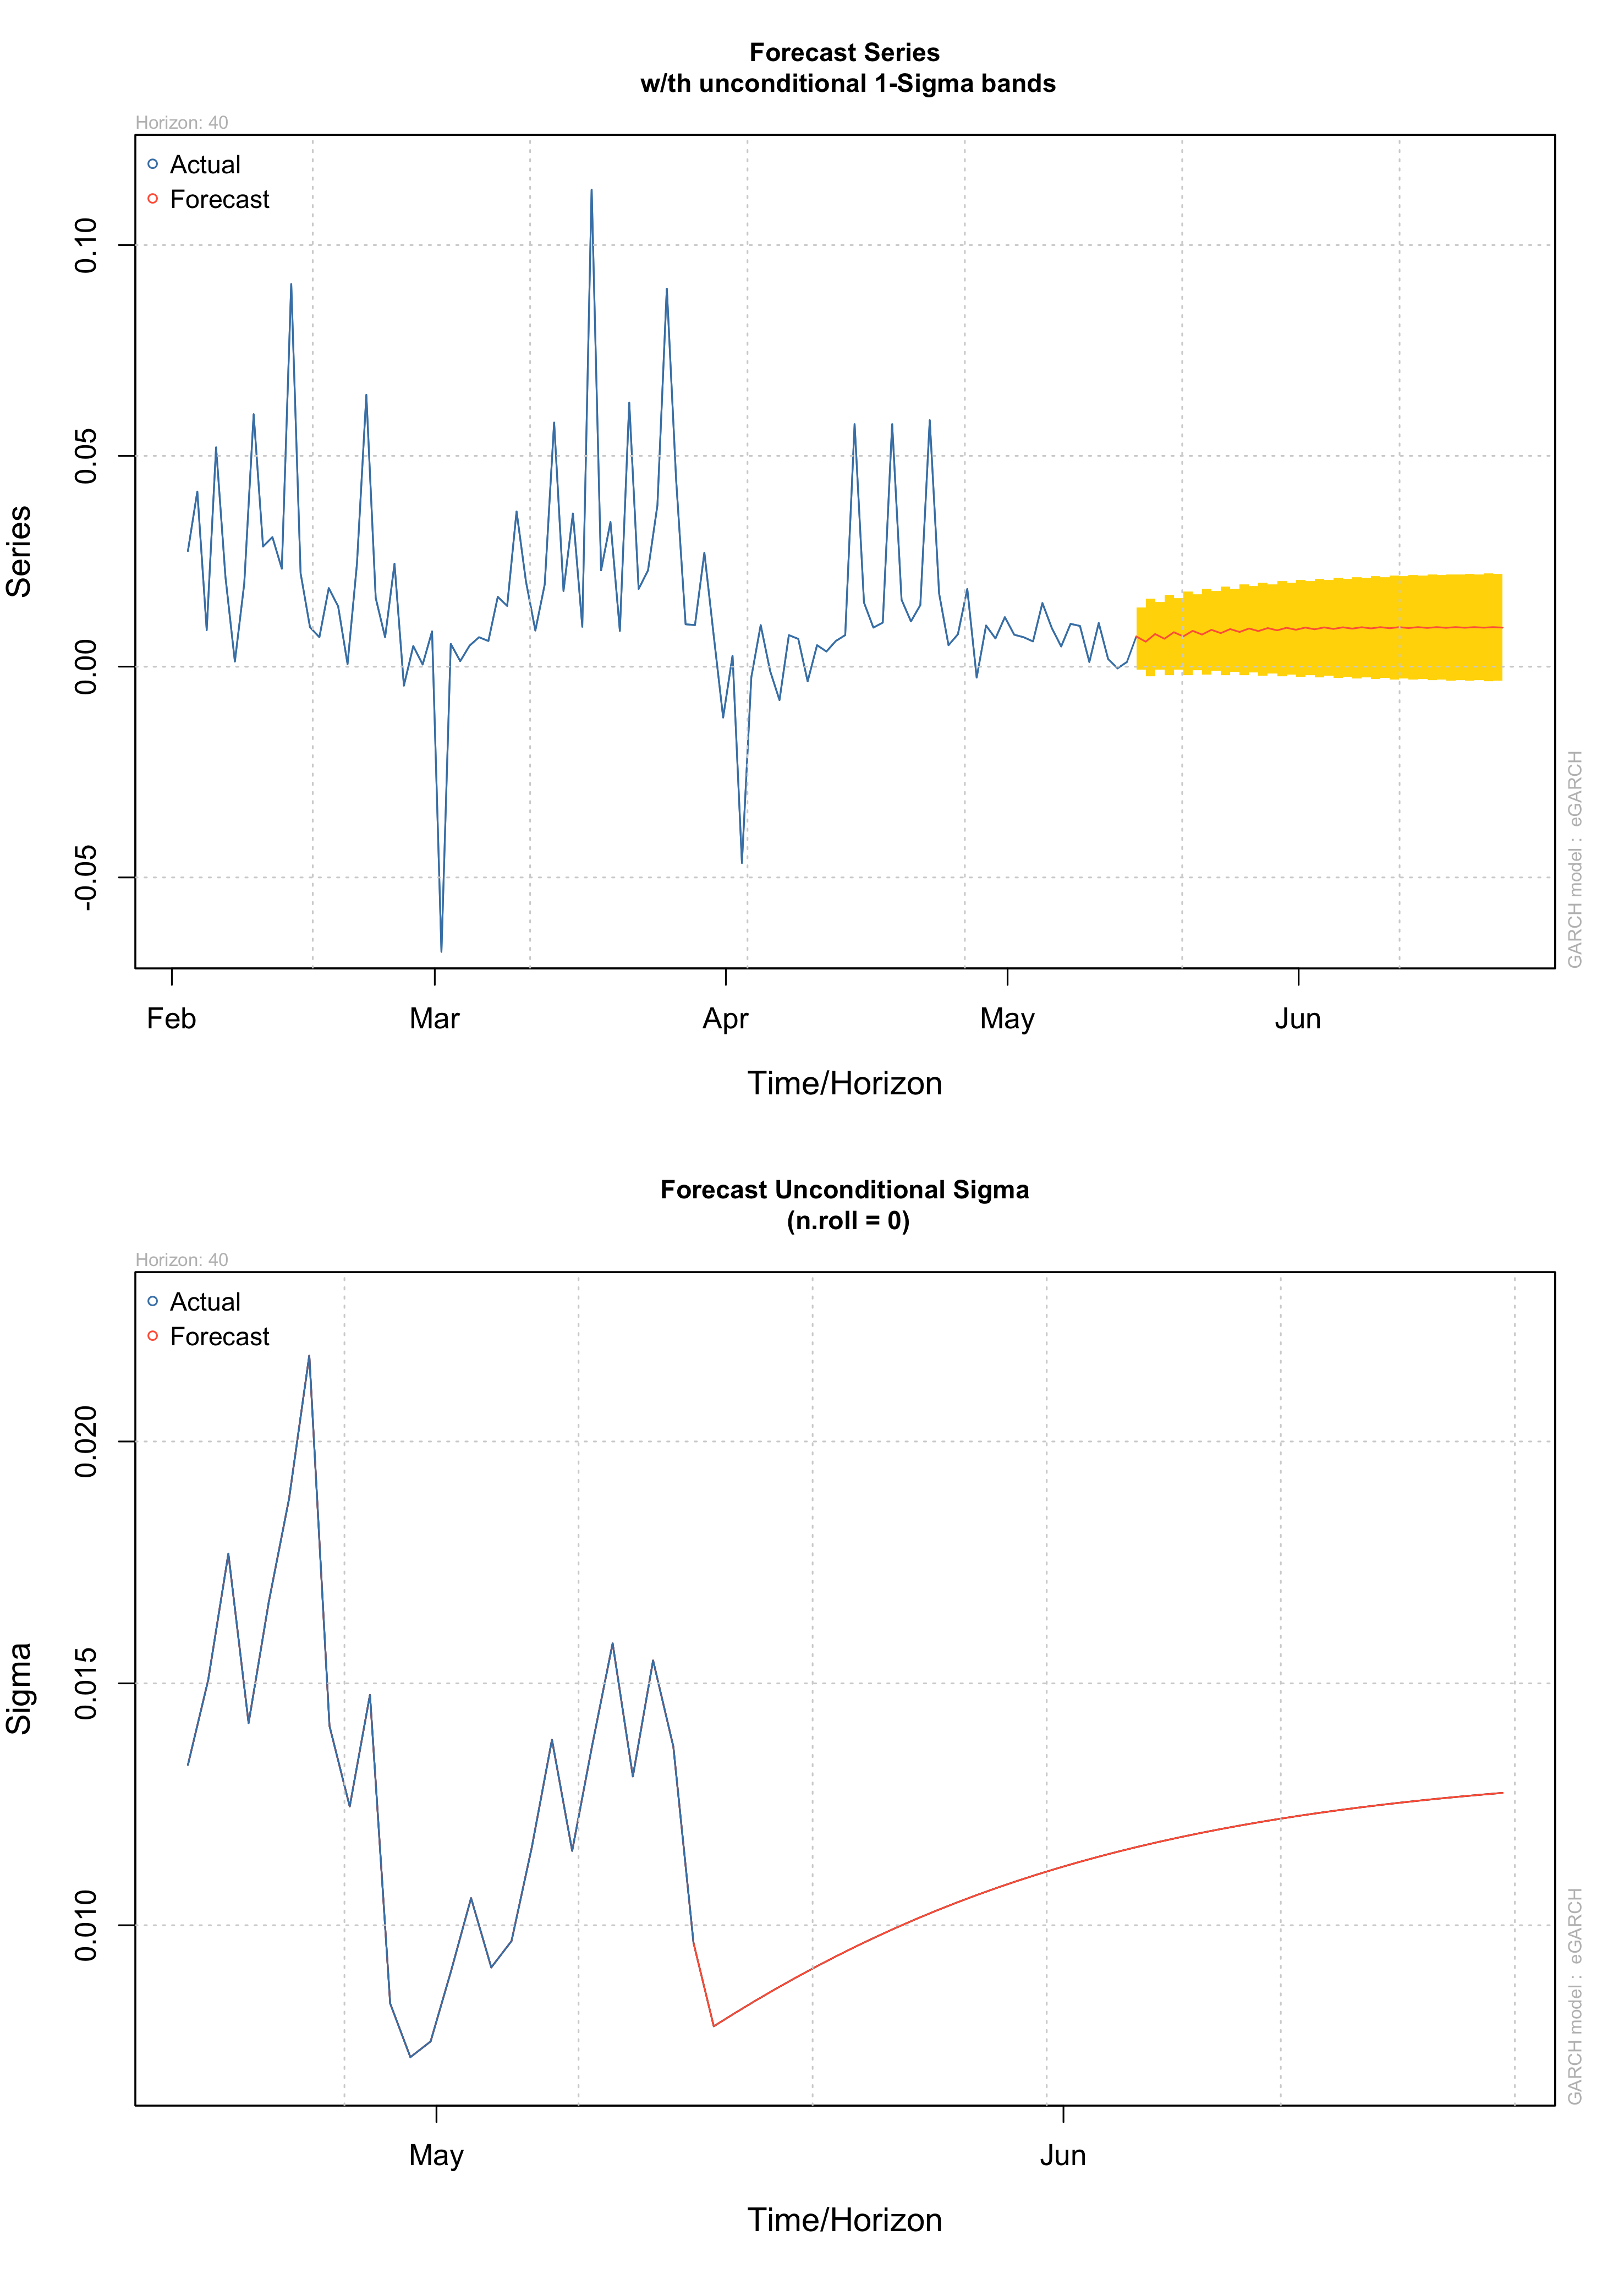 Forecast Series
w/th unconditional 1-Sigma bands
Horizon: 40
Actual
Forecast
0.10
0.05
0.00
-0.05
Series
Feb
Mar
Apr
May
Jun
Time/Horizon
GARCH model : eGARCH
Forecast Unconditional Sigma
(n.roll = 0)
Horizon: 40
Actual
Forecast
0.020
0.015
0.010
Sigma
May
Jun
Time/Horizon
GARCH model : eGARCH